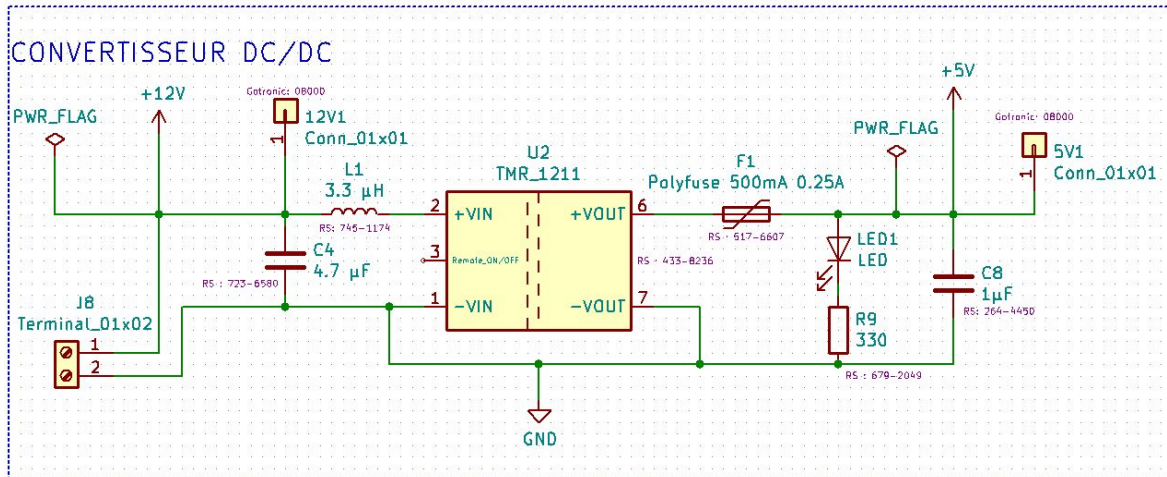 CONVERTISSEUR DC/DC
+12V
PWR_FLAG
Gotronic: 08000
12V1
Conn_01x01
1
L1
3.3 µH
RS: 745-1174
C4
4.7 µF
RS : 723-6580
J8
Terminal_01x02
1
2
U2
TMR_1211
2
+VIN
3
Remote_ON/OFF
1
-VIN
+VOUT
6
-VOUT
7
RS : 433-8236
F1
Polyfuse 500mA 0.25A
RS : 517-6607
PWR_FLAG
+5V
Gotronic: 08000
5V1
Conn_01x01
1
LED1
LED
R9
330
RS : 679-2049
C8
1µF
RS: 264-4450
GND